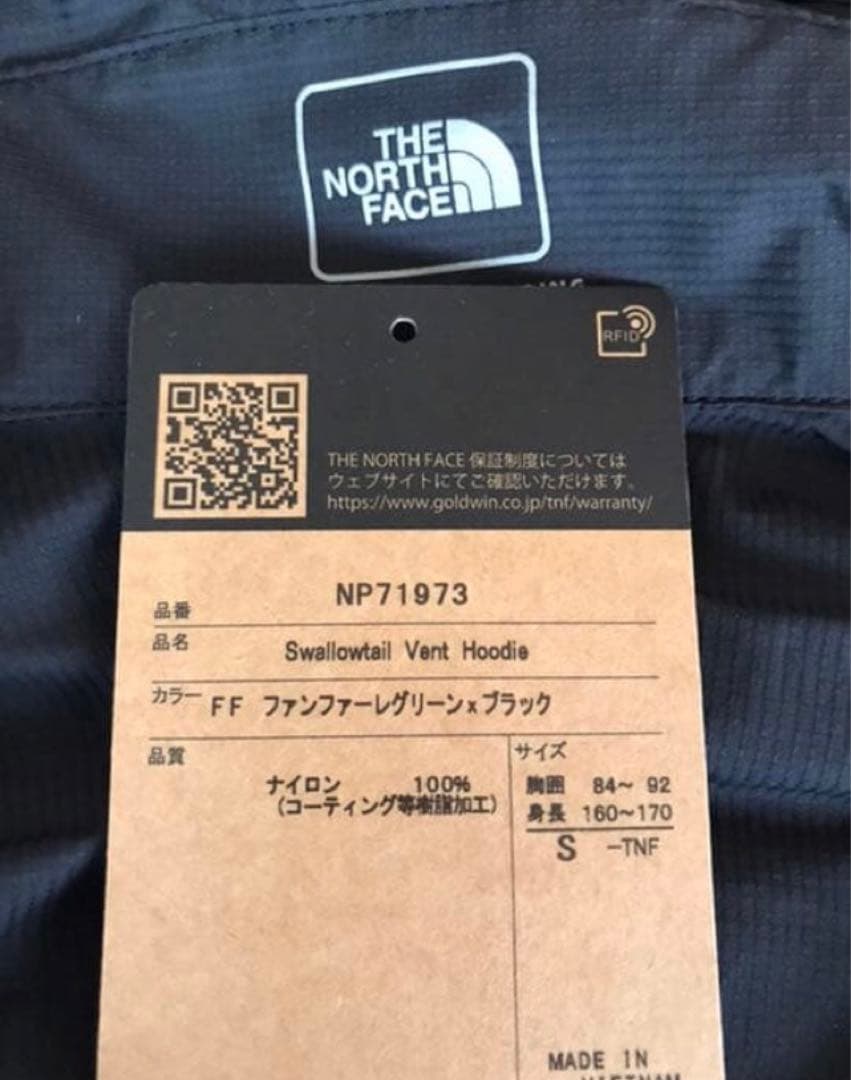 THE
NORTH
FACE
RFID
THE NORTH FACE 保証制度については
ウェブサイトにてご確認いただけます。
https://www.goldwin.co.jp/tnf/warranty/
品番 NP71973
品名 Swallowtail Vent Hoodie
カラー FF ファンファーレグリーンxブラック
品質 サイズ
ナイロン 100% 胸囲 84～ 92
(コーティング等樹脂加工) 身長 160～170
S -TNF
MADE IN